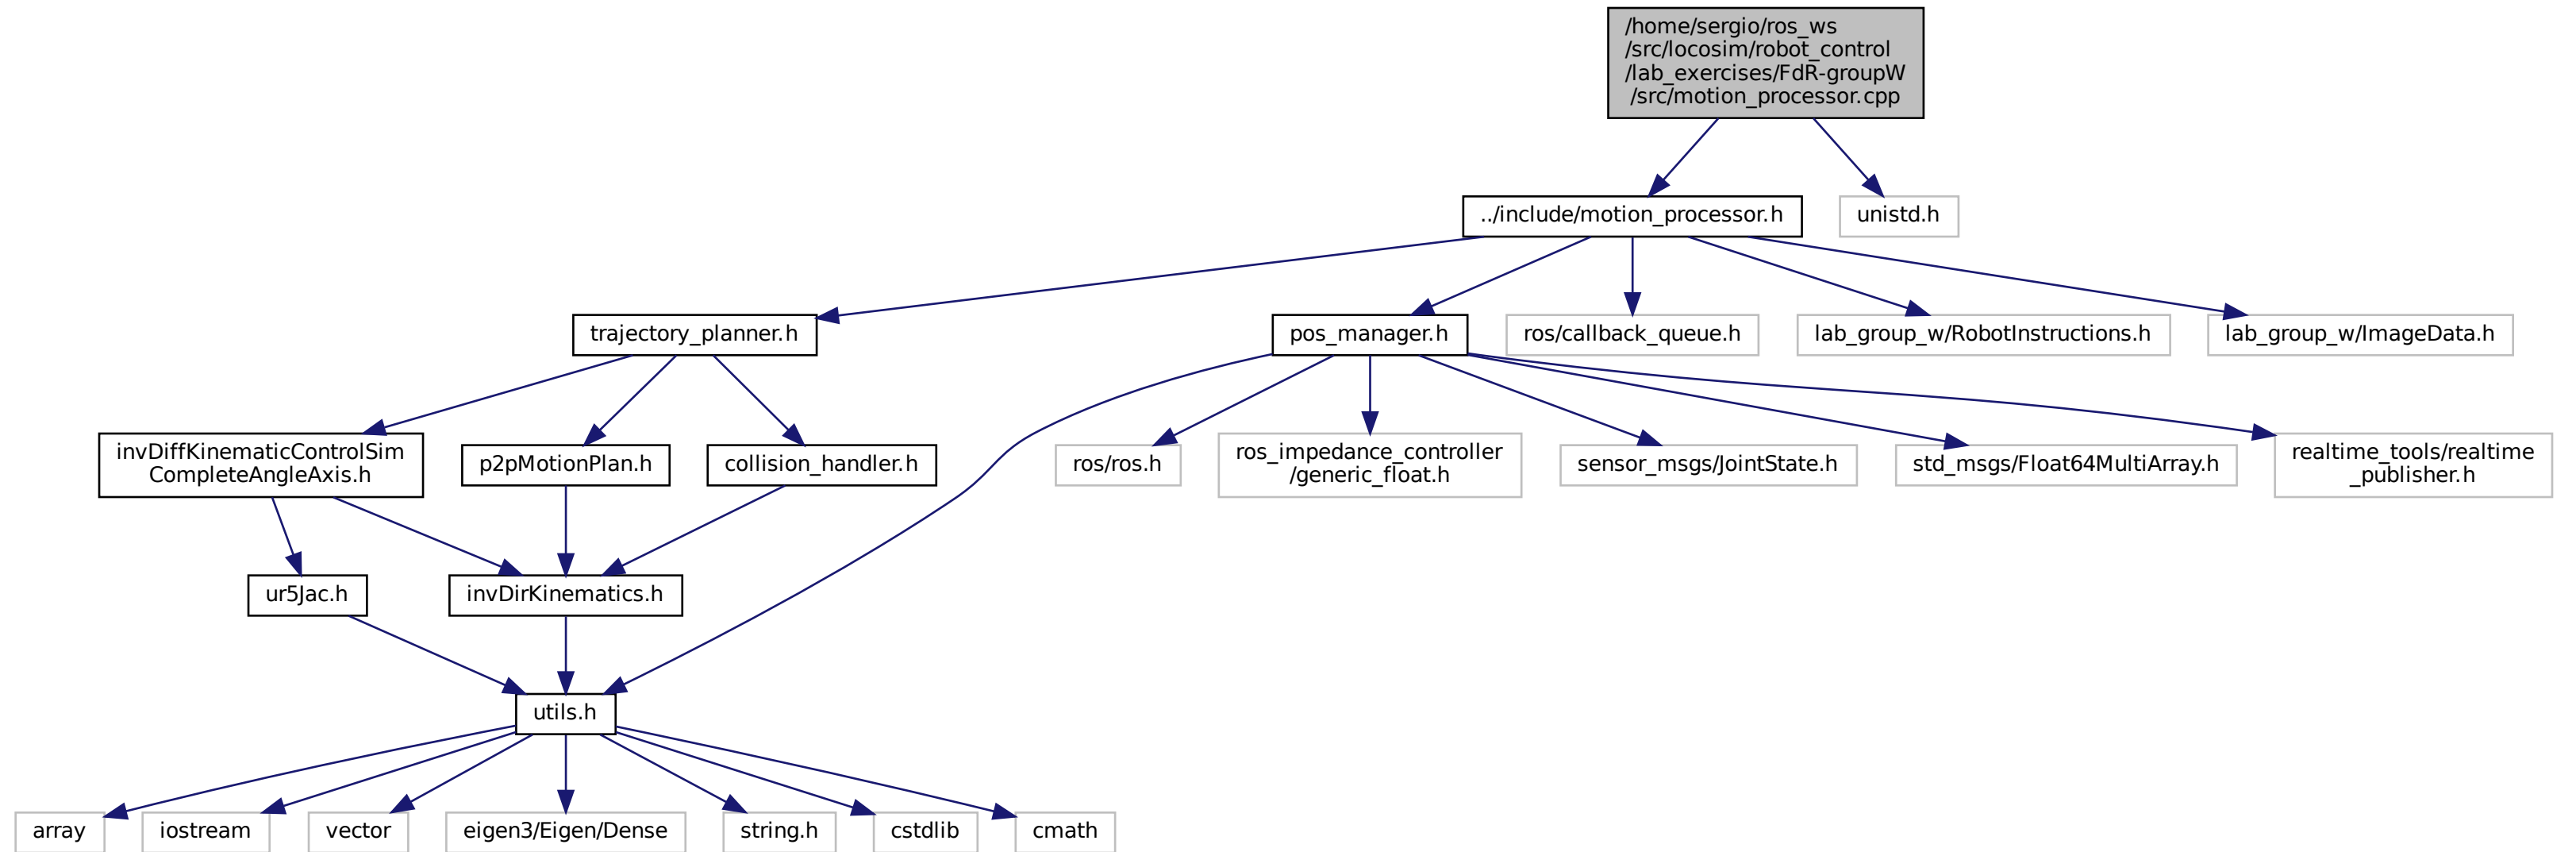 /home/sergio/ros_ws
/src/locosim/robot_control
/lab_exercises/FdR-groupW
/src/motion_processor.cpp
../include/motion_processor.h
unistd.h
trajectory_planner.h
pos_manager.h
ros/callback_queue.h
lab_group_w/RobotInstructions.h
lab_group_w/ImageData.h
invDiffKinematicControlSim
CompleteAngleAxis.h
p2pMotionPlan.h
collision_handler.h
ros/ros.h
ros_impedance_controller
/generic_float.h
sensor_msgs/JointState.h
std_msgs/Float64MultiArray.h
realtime_tools/realtime
_publisher.h
ur5Jac.h
invDirKinematics.h
utils.h
array
iostream
vector
eigen3/Eigen/Dense
string.h
cstdlib
cmath